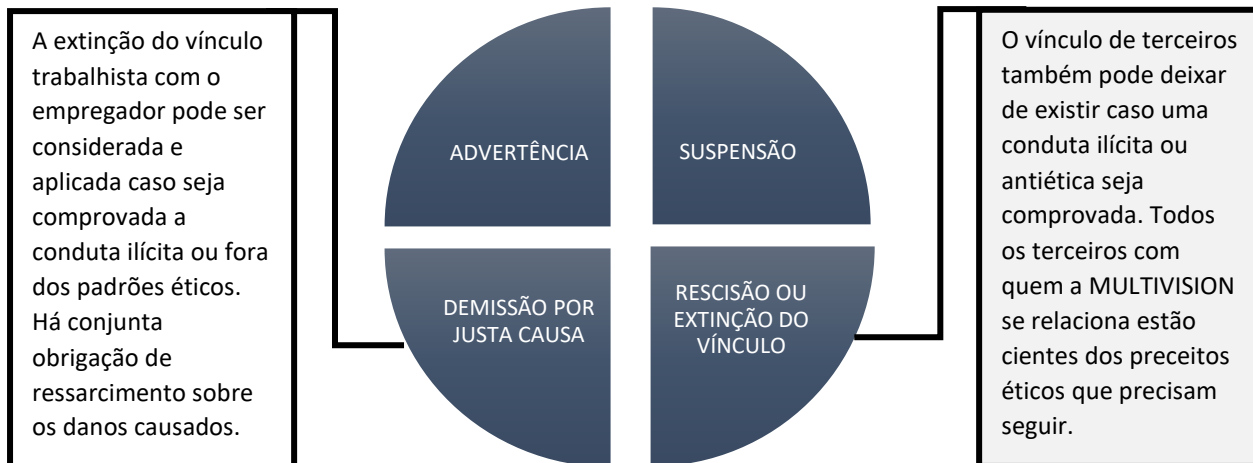 A extinção do vínculo
trabalhista com o
empregador pode ser
considerada e
aplicada caso seja
comprovada a
conduta ilícita ou fora
dos padrões éticos.
Há conjunta
obrigação de
ressarcimento sobre
os danos causados.
ADVERTÊNCIA
SUSPENSÃO
DEMISSÃO POR
JUSTA CAUSA
RESCISÃO OU
EXTINÇÃO DO
VÍNCULO
O vínculo de terceiros
também pode deixar
de existir caso uma
conduta ilícita ou
antiética seja
comprovada. Todos
os terceiros com
quem a MULTIVISION
se relaciona estão
cientes dos preceitos
éticos que precisam
seguir.